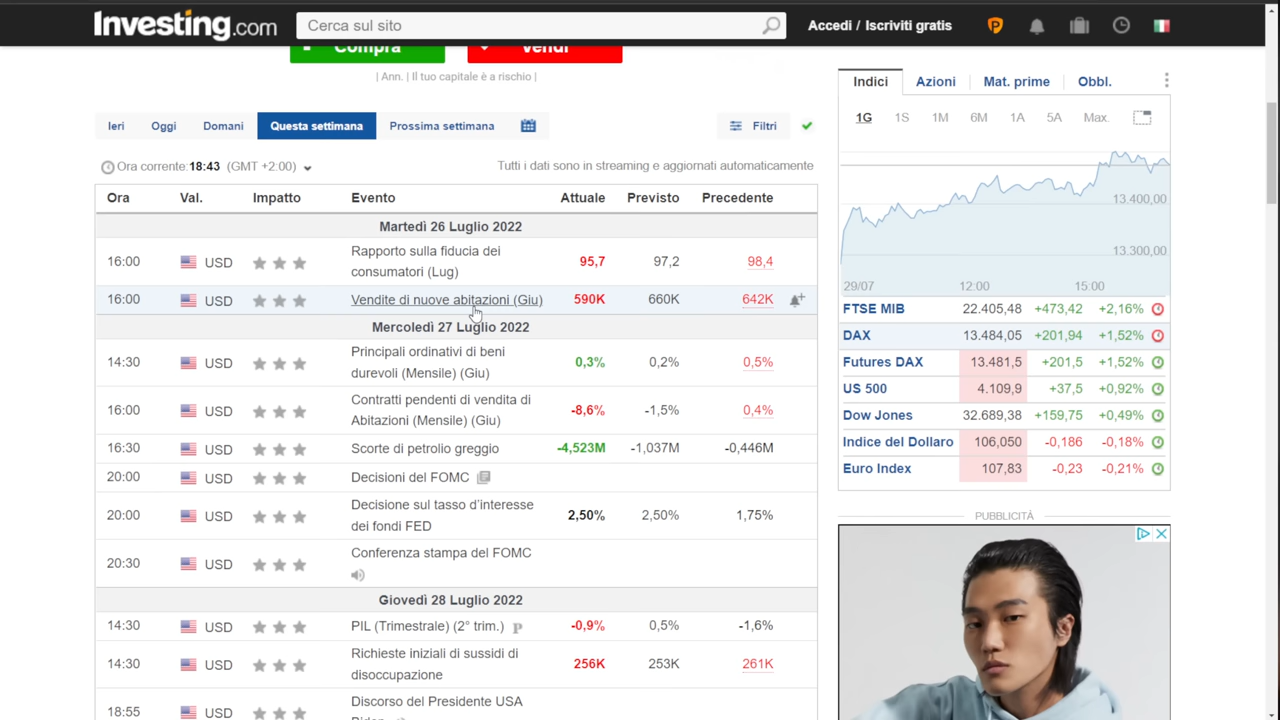 Investing.com
Cerca sul sito
Accedi / Iscriviti gratis
Compra
Vendi
| Ann. | Il tuo capitale è a rischio |
Ieri
Oggi
Domani
Questa settimana
Prossima settimana
Filtri
Ora corrente: 18:43 (GMT +2:00)
Tutti i dati sono in streaming e aggiornati automaticamente
Ora Val. Impatto Evento Attuale Previsto Precedente
Martedì 26 Luglio 2022
16:00 USD Rapporto sulla fiducia dei
consumatori (Lug) 95,7 97,2 98,4
16:00 USD Vendite di nuove abitazioni (Giu) 590K 660K 642K
Mercoledì 27 Luglio 2022
14:30 USD Principali ordinativi di beni
durevoli (Mensile) (Giu) 0,3% 0,2% 0,5%
16:00 USD Contratti pendenti di vendita di
Abitazioni (Mensile) (Giu) -8,6% -1,5% 0,4%
16:30 USD Scorte di petrolio greggio -4,523M -1,037M -0,446M
20:00 USD Decisioni del FOMC
20:00 USD Decisione sul tasso d'interesse
dei fondi FED 2,50% 2,50% 1,75%
20:30 USD Conferenza stampa del FOMC
Giovedì 28 Luglio 2022
14:30 USD PIL (Trimestrale) (2° trim.) P -0,9% 0,5% -1,6%
14:30 USD Richieste iniziali di sussidi di
disoccupazione 256K 253K 261K
18:55 USD Discorso del Presidente USA
Indici Azioni Mat. prime Obbl.
1G 1S 1M 6M 1A 5A Max.
13.400,00
13.300,00
29/07 12:00 15:00
FTSE MIB 22.405,48 +473,42 +2,16%
DAX 13.484,05 +201,94 +1,52%
Futures DAX 13.481,5 +201,5 +1,52%
US 500 4.109,9 +37,5 +0,92%
Dow Jones 32.689,38 +159,75 +0,49%
Indice del Dollaro 106,050 -0,186 -0,18%
Euro Index 107,83 -0,23 -0,21%
PUBBLICITÀ